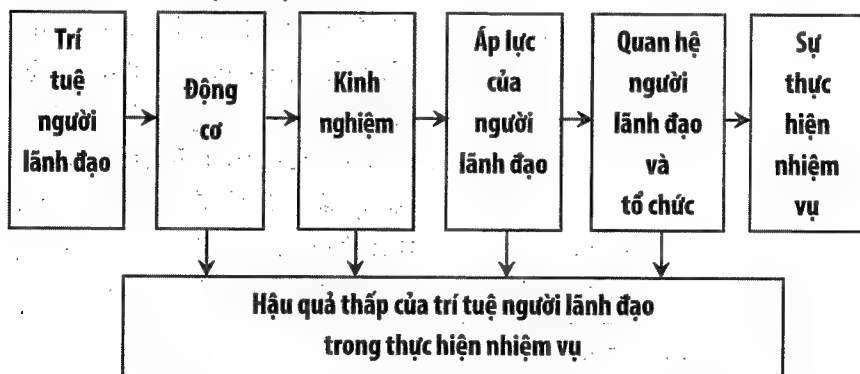 Trí
tuệ
người
lãnh đạo
Động
cơ
Kinh
nghiệm
Áp lực
của
người
lãnh đạo
Quan hệ
người
lãnh đạo
và
tổ chức
Sự
thực
hiện
nhiệm
vụ
Hậu quả thấp của trí tuệ người lãnh đạo
trong thực hiện nhiệm vụ